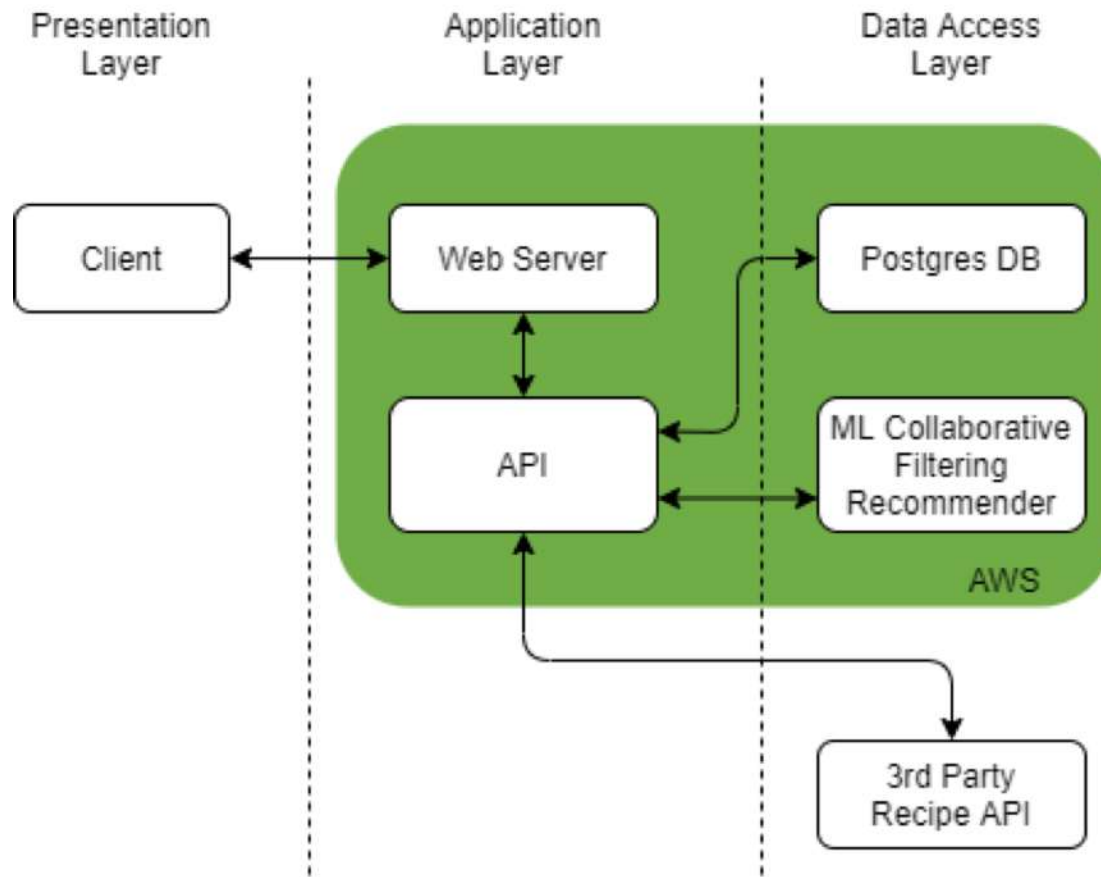 Presentation
Layer
Application
Layer
Data Access
Layer
Client
Web Server
Postgres DB
API
ML Collaborative
Filtering
Recommender
AWS
3rd Party
Recipe API